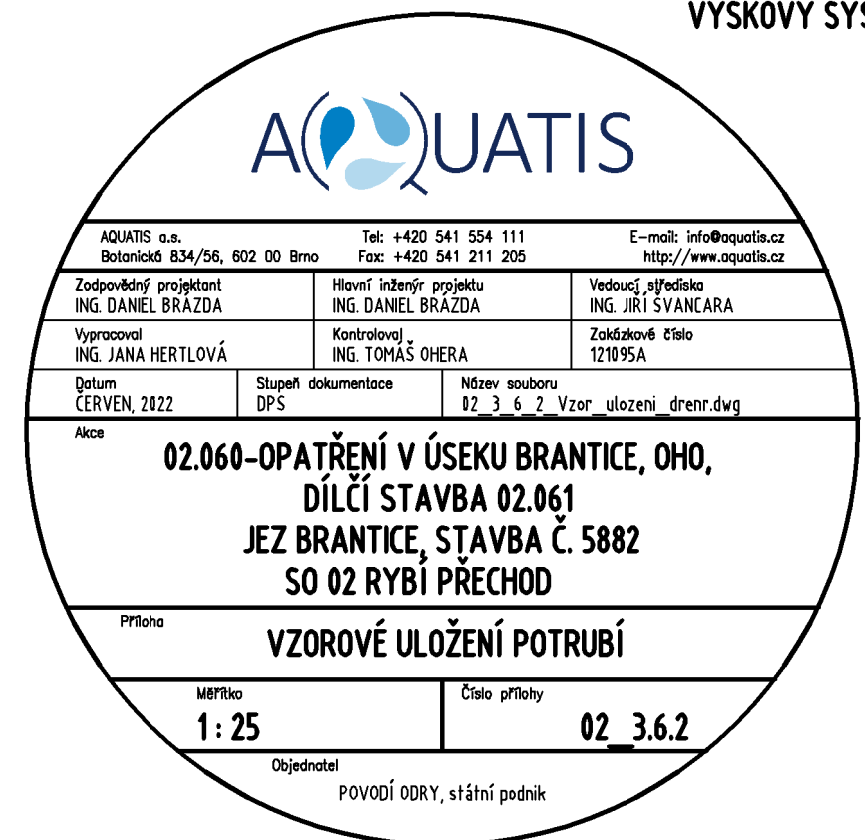 VÝŠKOVÝ SYS
AQUATIS
AQUATIS a.s. Tel: +420 541 554 111 E-mail: info@aquatis.cz
Botanická 834/56, 602 00 Brno Fax: +420 541 211 205 http://www.aquatis.cz
Zodpovědný projektant Hlavní inženýr projektu Vedoucí střediska
ING. DANIEL BRÁZDA ING. DANIEL BRÁZDA ING. JIŘÍ ŠVANCARA
Vypracoval Kontroloval Zakázkové číslo
ING. JANA HERTLOVÁ ING. TOMÁŠ OHERA 121095A
Datum Stupeň dokumentace Název souboru
ČERVEN, 2022 DPS 02_3_6_2_Vzor_ulozeni_drenr.dwg
Akce
02.060-OPATŘENÍ V ÚSEKU BRANTICE, OHO,
DÍLČÍ STAVBA 02.061
JEZ BRANTICE, STAVBA Č. 5882
SO 02 RYBÍ PŘECHOD
Příloha
VZOROVÉ ULOŽENÍ POTRUBÍ
Měřítko Číslo přílohy
1: 25 02_3.6.2
Objednatel
POVODÍ ODRY, státní podnik